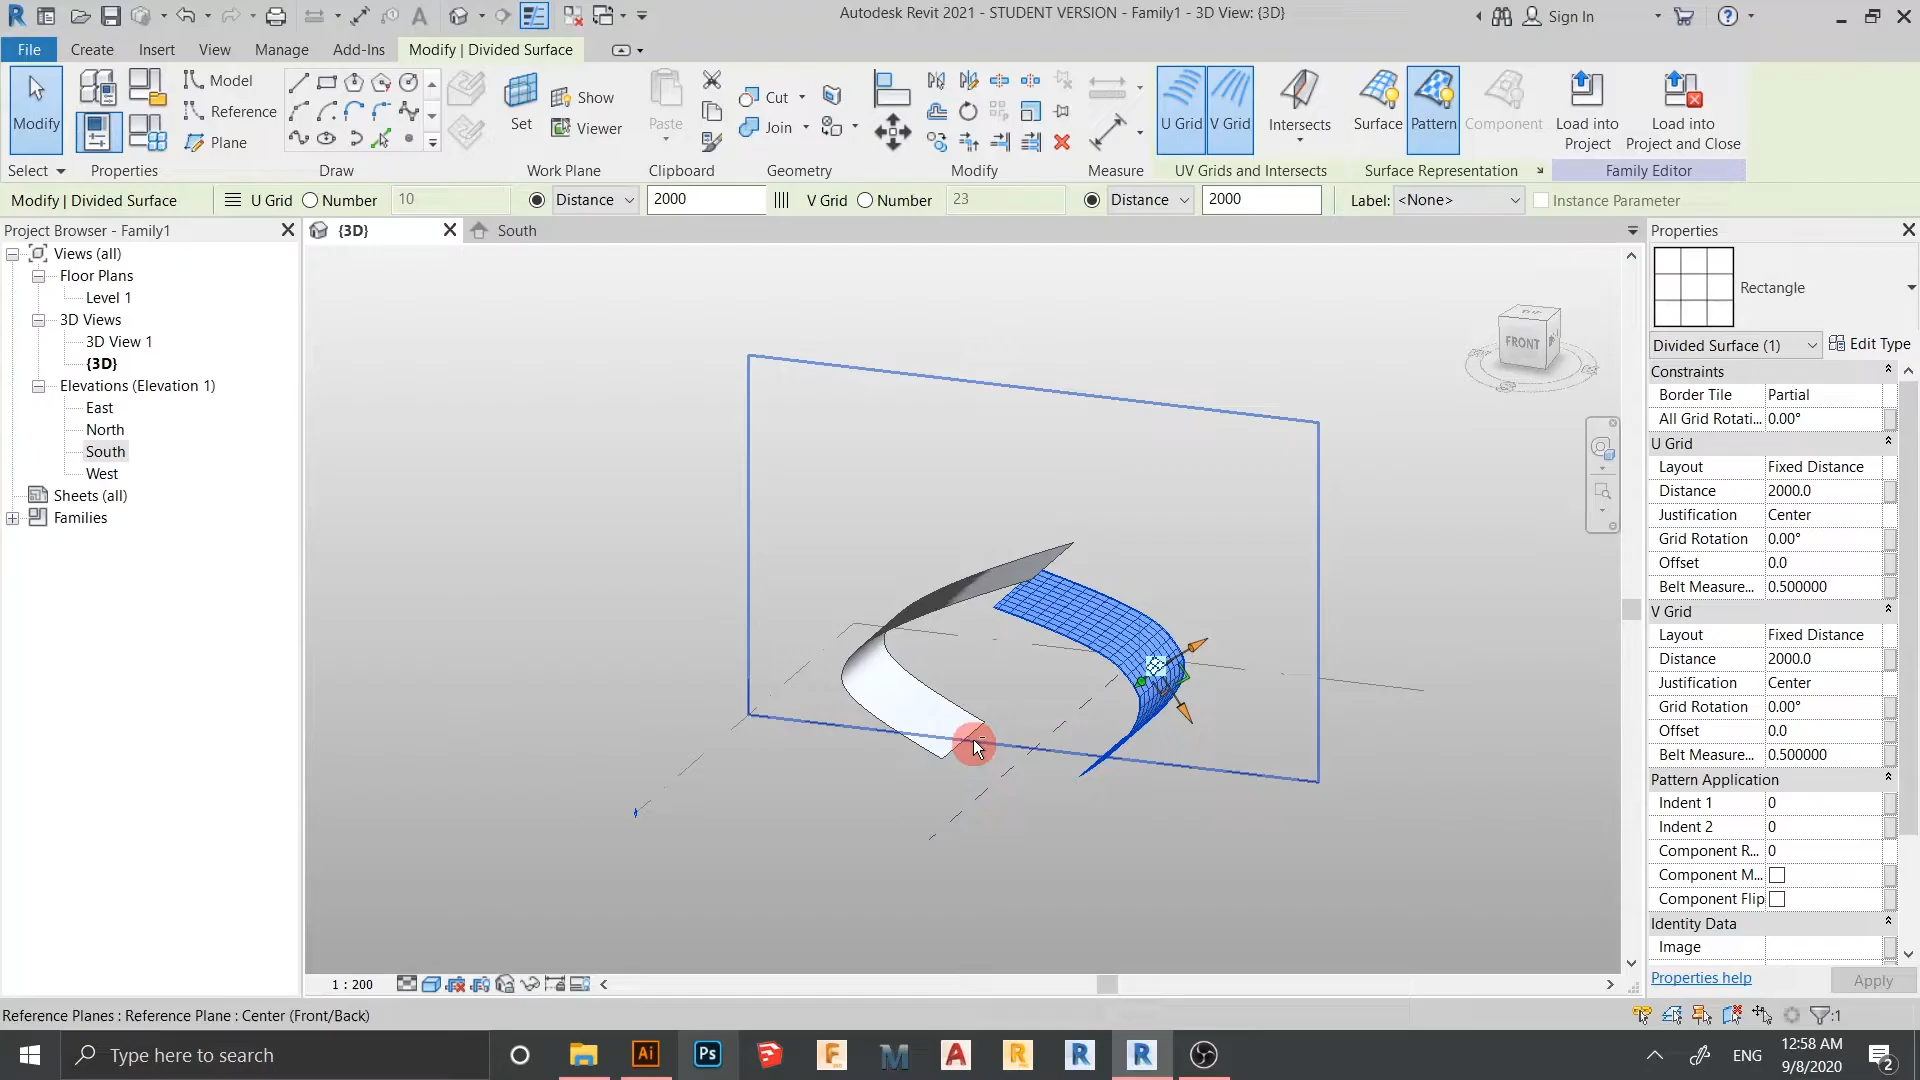 Autodesk Revit 2021 - STUDENT VERSION - Family1 - 3D View: {3D}
Sign In
File
Create
Insert
View
Manage
Add-Ins
Modify | Divided Surface
Modify
Model
Reference
Plane
Set
Show
Viewer
Paste
Cut
Join
U Grid
V Grid
Intersects
Surface
Pattern
Component
Load into
Project
Load into
Project and Close
Select
Properties
Draw
Work Plane
Clipboard
Geometry
Modify
Measure
UV Grids and Intersects
Surface Representation
Family Editor
Modify | Divided Surface
U Grid
Number
10
Distance
2000
V Grid
Number
23
Distance
2000
Label:
<None>
Instance Parameter
Project Browser - Family1
{3D}
South
Properties
Views (all)
Floor Plans
Level 1
3D Views
3D View 1
{3D}
Elevations (Elevation 1)
East
North
South
West
Sheets (all)
Families
FRONT
Rectangle
Divided Surface (1)
Edit Type
Constraints
Border Tile Partial
All Grid Rotati... 0.00°
U Grid
Layout Fixed Distance
Distance 2000.0
Justification Center
Grid Rotation 0.00°
Offset 0.0
Belt Measure... 0.500000
V Grid
Layout Fixed Distance
Distance 2000.0
Justification Center
Grid Rotation 0.00°
Offset 0.0
Belt Measure... 0.500000
Pattern Application
Indent 1 0
Indent 2 0
Component R... 0
Component M...
Component Flip
Identity Data
Image
Properties help
Apply
1 : 200
Reference Planes : Reference Plane : Center (Front/Back)
:1
Type here to search
Ai
Ps
ENG
12:58 AM
9/8/2020
2